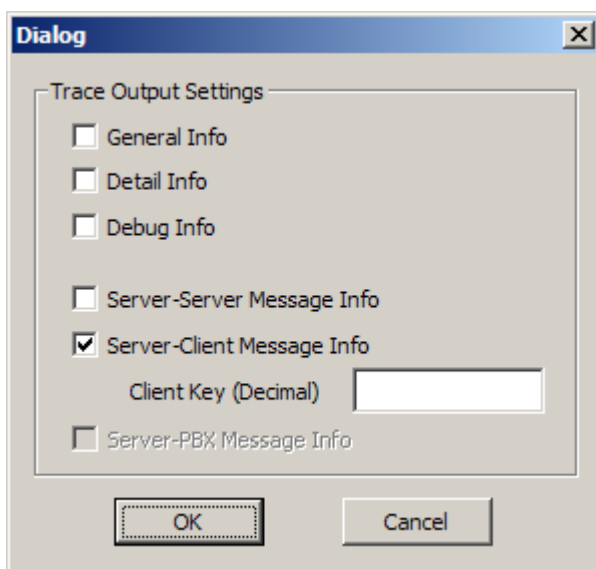 Dialog
Trace Output Settings
General Info
Detail Info
Debug Info
Server-Server Message Info
Server-Client Message Info
Client Key (Decimal)
Server-PBX Message Info
OK Cancel